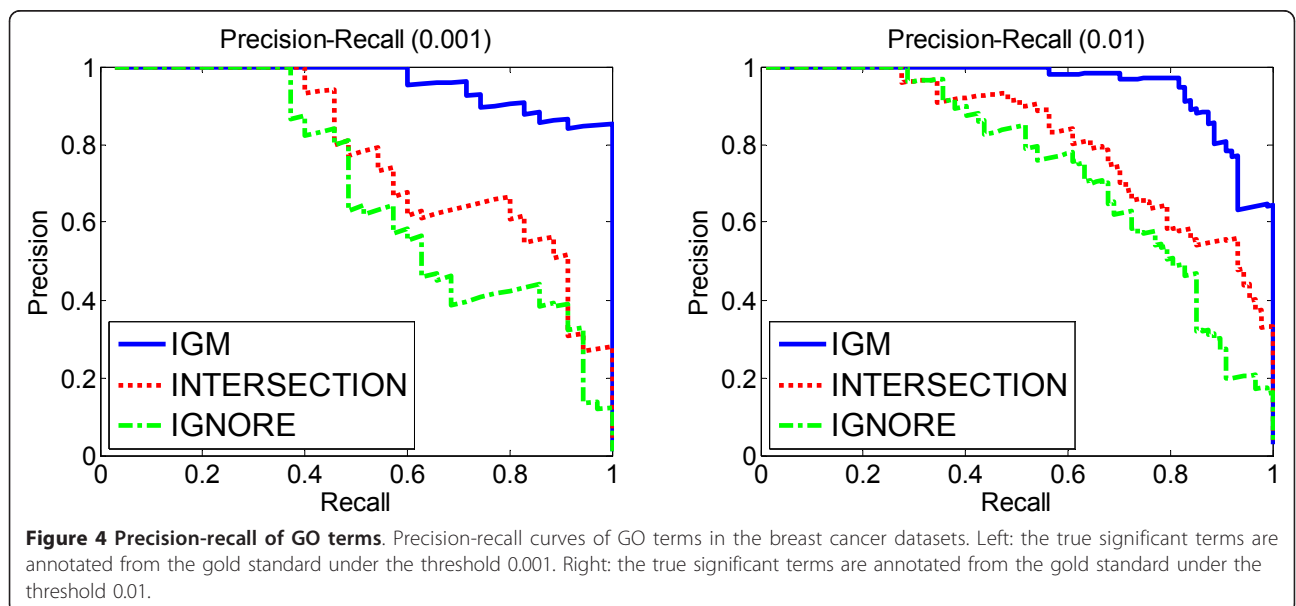 Precision-Recall (0.001)
1
0.8
0.6
0.4
0.2
0
Precision
IGM
INTERSECTION
IGNORE
0 0.2 0.4 0.6 0.8 1
Recall
Precision-Recall (0.01)
1
0.8
0.6
0.4
0.2
0
Precision
IGM
INTERSECTION
IGNORE
0 0.2 0.4 0.6 0.8 1
Recall
Figure 4 Precision-recall of GO terms. Precision-recall curves of GO terms in the breast cancer datasets. Left: the true significant terms are
annotated from the gold standard under the threshold 0.001. Right: the true significant terms are annotated from the gold standard under the
threshold 0.01.